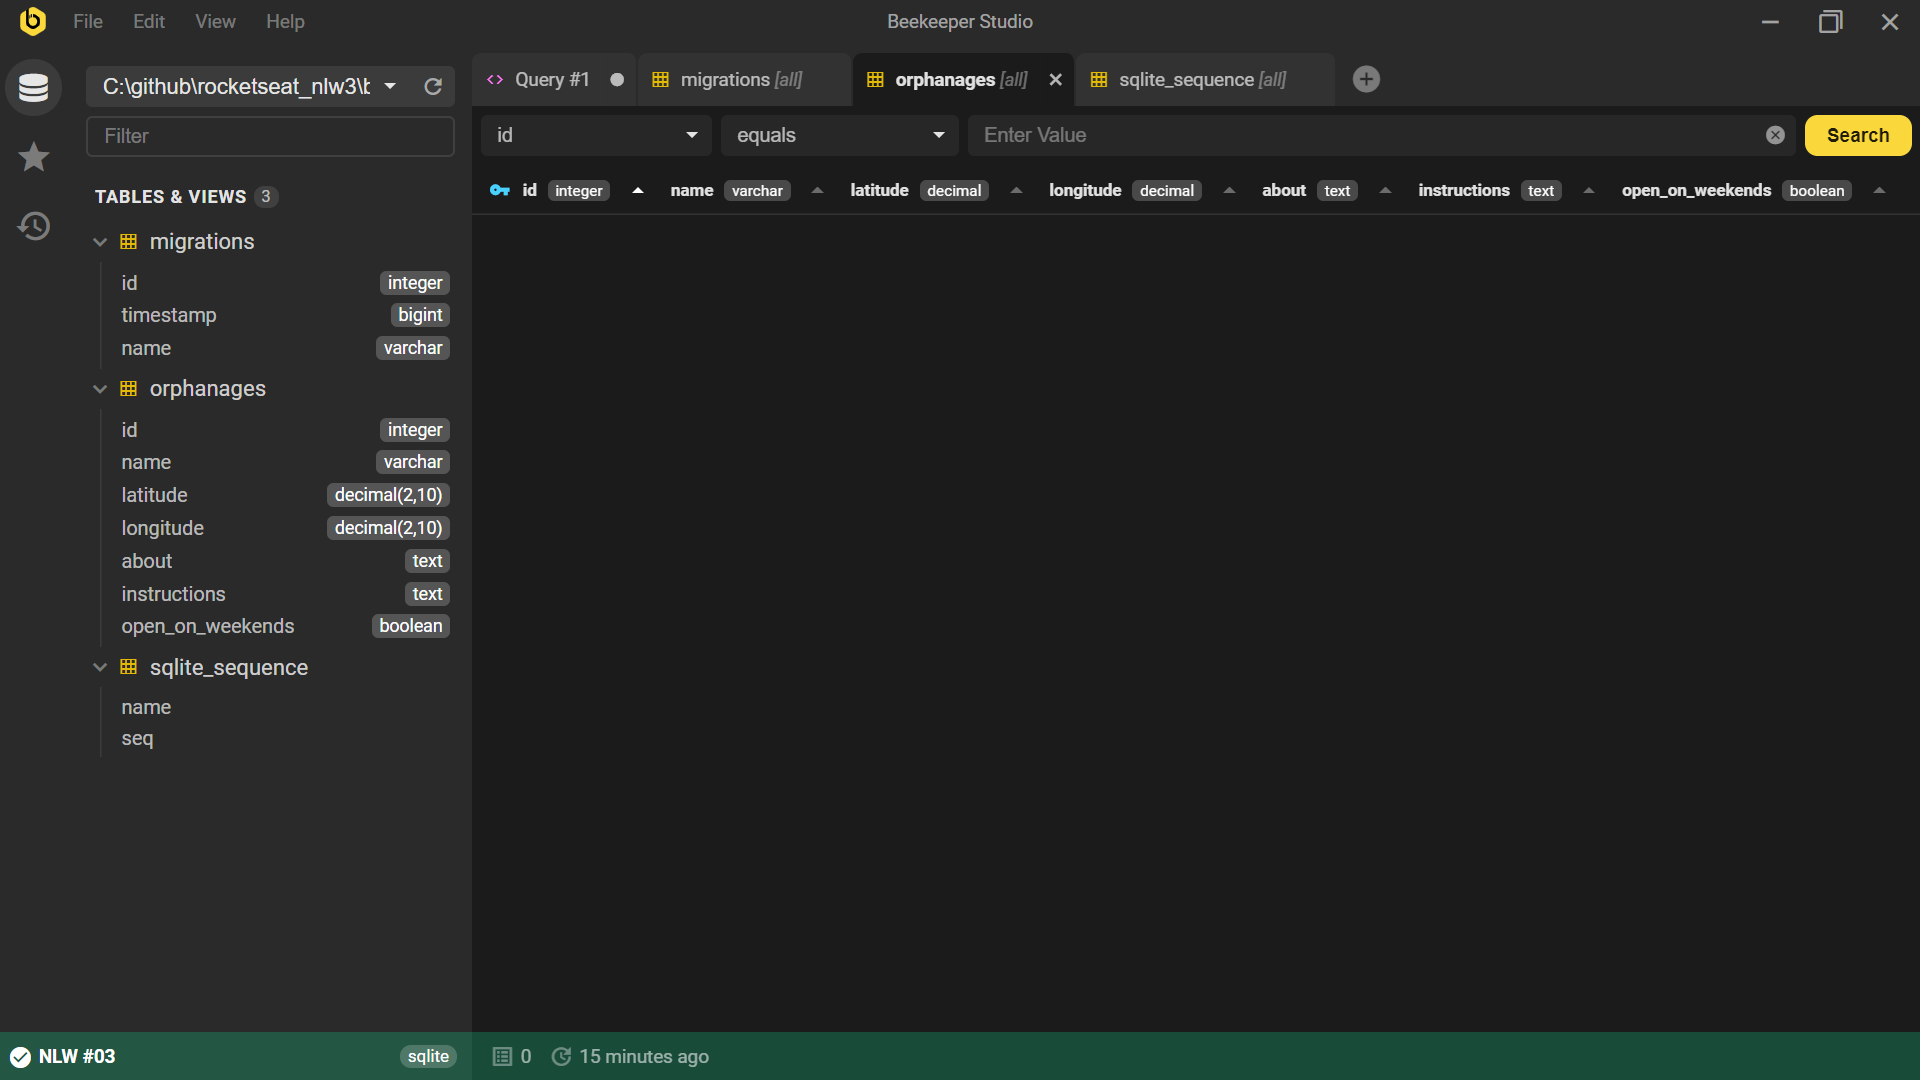 File Edit View Help Beekeeper Studio
C:\github\rocketseat_nlw3\b
Filter
TABLES & VIEWS 3
migrations
id integer
timestamp bigint
name varchar
orphanages
id integer
name varchar
latitude decimal(2,10)
longitude decimal(2,10)
about text
instructions text
open_on_weekends boolean
sqlite_sequence
name
seq
Query #1 migrations [all] orphanages [all] sqlite_sequence [all]
id equals Enter Value Search
id integer name varchar latitude decimal longitude decimal about text instructions text open_on_weekends boolean
NLW #03 sqlite 0 15 minutes ago